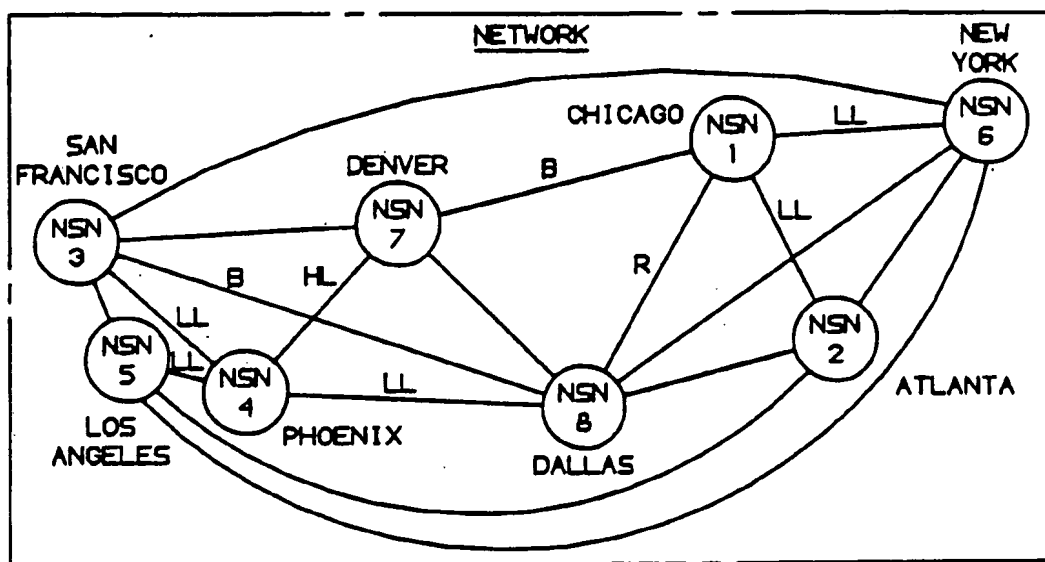 NETWORK
NEW
YORK
NSN
6
CHICAGO
NSN
1
LL
SAN
FRANCISCO
NSN
3
DENVER
NSN
7
B
LL
R
HL
B
LL
LL
NSN
5
LOS
ANGELES
NSN
4
PHOENIX
LL
NSN
8
DALLAS
NSN
2
ATLANTA